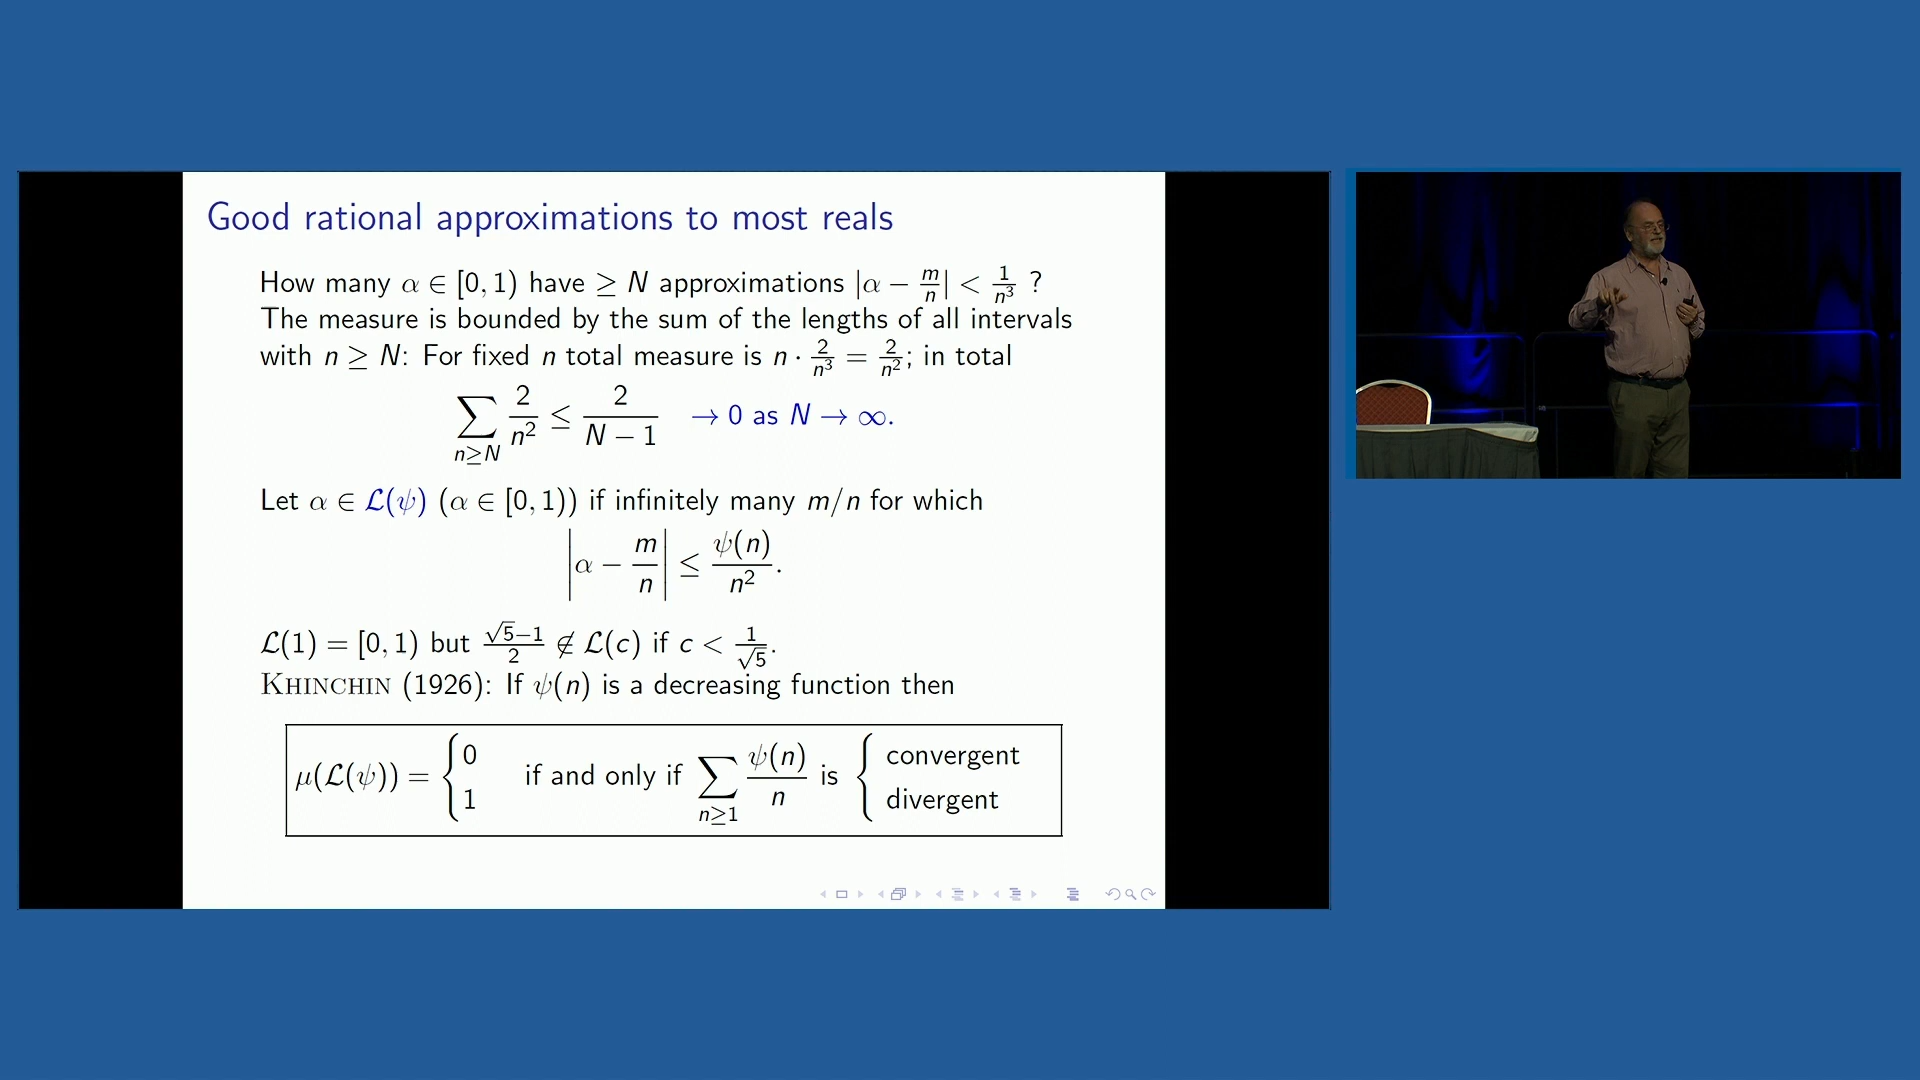 Good rational approximations to most reals
How many α ∈ [0, 1) have ≥ N approximations |α − m/n| < 1/n³ ?
The measure is bounded by the sum of the lengths of all intervals
with n ≥ N: For fixed n total measure is n · 2/n³ = 2/n²; in total
∑_{n≥N} 2/n² ≤ 2/(N − 1) → 0 as N → ∞.
Let α ∈ ℒ(ψ) (α ∈ [0, 1)) if infinitely many m/n for which
|α − m/n| ≤ ψ(n)/n².
ℒ(1) = [0, 1) but (√5−1)/2 ∉ ℒ(c) if c < 1/√5.
KHINCHIN (1926): If ψ(n) is a decreasing function then
μ(ℒ(ψ)) = { 0 1 if and only if ∑_{n≥1} ψ(n)/n is { convergent divergent